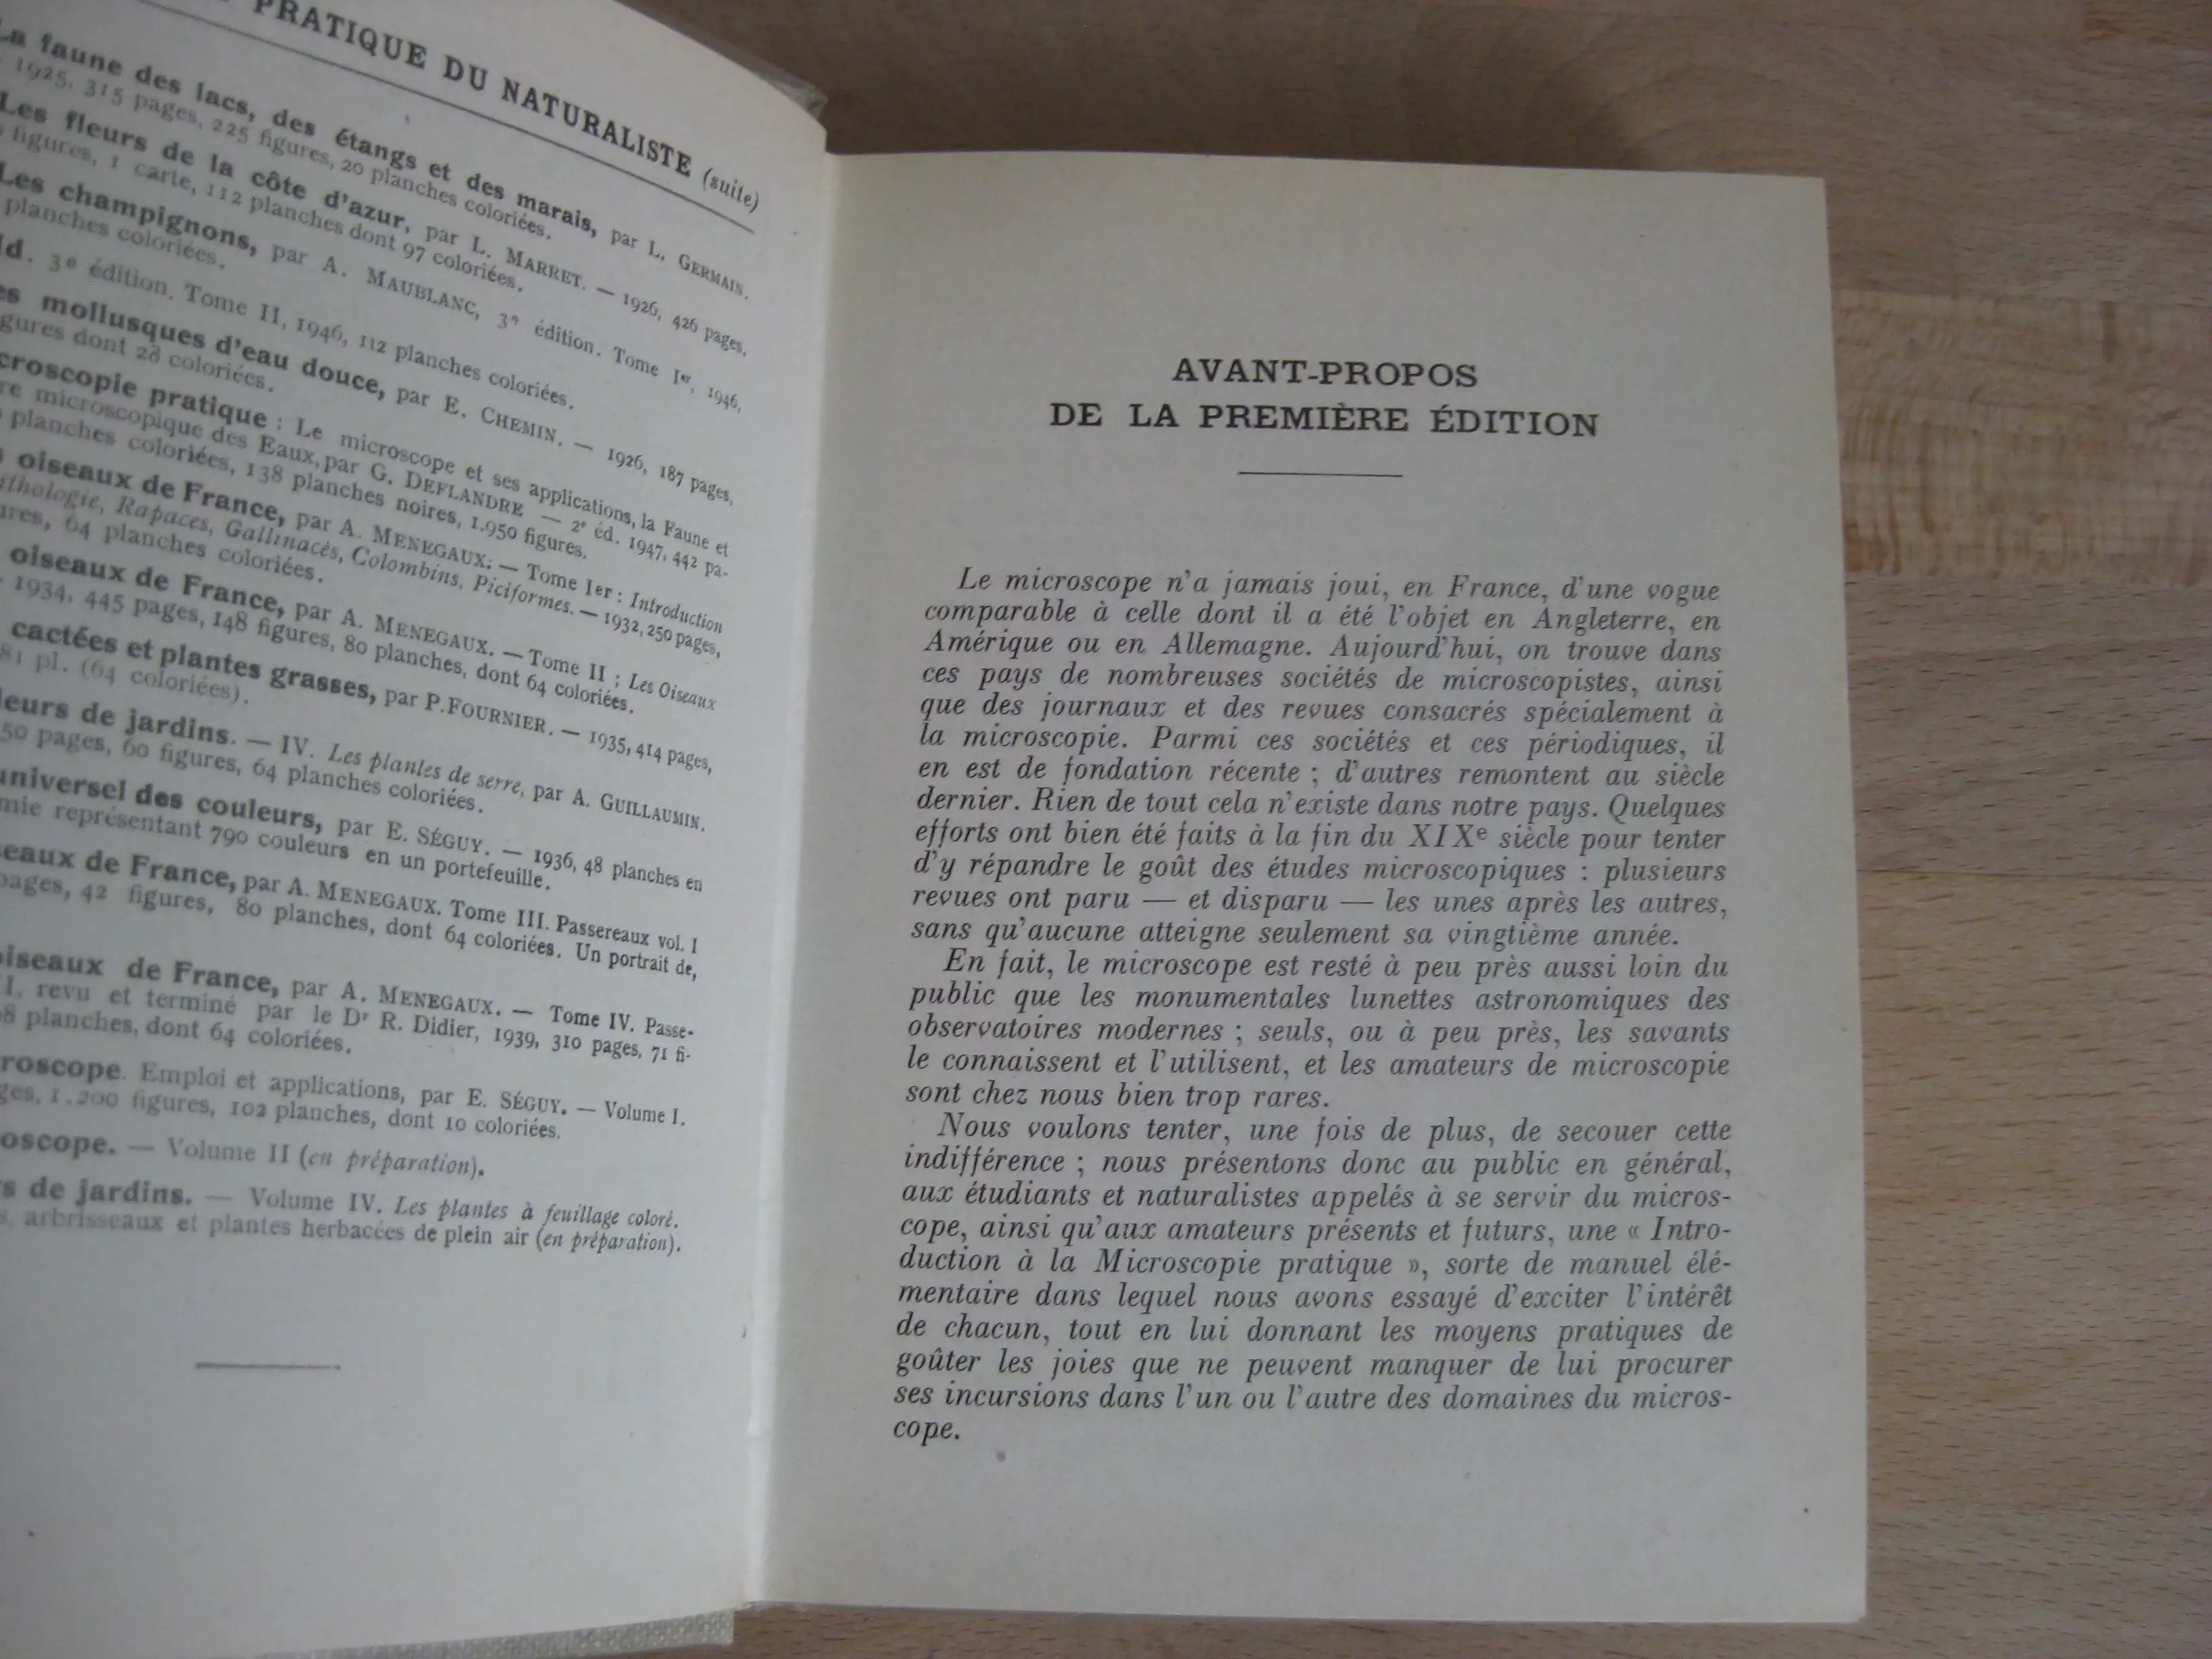 PRATIQUE DU NATURALISTE (suite)
La faune des lacs, des étangs et des marais, par L. GERMAIN.
1925, 315 pages, 225 figures, 20 planches coloriées.
Les fleurs de la côte d'azur, par L. MARRET. — 1926, 426 pages,
figures, 1 carte, 112 planches dont 97 coloriées.
Les champignons, par A. MAUBLANC, 3e édition. Tome Ier, 1946,
planches coloriées.
Id. 3e édition. Tome II, 1946, 112 planches coloriées.
mollusques d'eau douce, par E. CHEMIN. — 1926, 187 pages,
dont 28 coloriées.
pratique : Le microscope et ses applications, la Faune et
microscopique des Eaux, par G. DEFLANDRE — 2e éd. 1947, 442 pa-
planches coloriées, 138 planches noires, 1.950 figures.
oiseaux de France, par A. MENEGAUX. — Tome Ier : Introduction
Rapaces, Gallinacés, Colombins, Piciformes. — 1932, 250 pages,
64 planches coloriées.
oiseaux de France, par A. MENEGAUX. — Tome II ; Les Oiseaux
1934, 445 pages, 148 figures, 80 planches, dont 64 coloriées.
cactées et plantes grasses, par P. FOURNIER. — 1935, 414 pages,
81 pl. (64 coloriées).
de jardins. — IV. Les plantes de serre, par A. GUILLAUMIN.
50 pages, 60 figures, 64 planches coloriées.
universel des couleurs, par E. SÉGUY. — 1936, 48 planches en
représentant 790 couleurs en un portefeuille.
de France, par A. MENEGAUX. Tome III. Passereaux vol. I
pages, 42 figures, 80 planches, dont 64 coloriées. Un portrait de,
oiseaux de France, par A. MENEGAUX. — Tome IV. Passe-
revu et terminé par le Dr R. Didier, 1939, 310 pages, 71 fi-
planches, dont 64 coloriées.
Emploi et applications, par E. SÉGUY. — Volume I.
1.200 figures, 102 planches, dont 10 coloriées.
— Volume II (en préparation).
de jardins. — Volume IV. Les plantes à feuillage coloré.
arbrisseaux et plantes herbacées de plein air (en préparation).
AVANT-PROPOS
DE LA PREMIÈRE ÉDITION
Le microscope n'a jamais joui, en France, d'une vogue
comparable à celle dont il a été l'objet en Angleterre, en
Amérique ou en Allemagne. Aujourd'hui, on trouve dans
ces pays de nombreuses sociétés de microscopistes, ainsi
que des journaux et des revues consacrés spécialement à
la microscopie. Parmi ces sociétés et ces périodiques, il
en est de fondation récente ; d'autres remontent au siècle
dernier. Rien de tout cela n'existe dans notre pays. Quelques
efforts ont bien été faits à la fin du XIXe siècle pour tenter
d'y répandre le goût des études microscopiques : plusieurs
revues ont paru — et disparu — les unes après les autres,
sans qu'aucune atteigne seulement sa vingtième année.
En fait, le microscope est resté à peu près aussi loin du
public que les monumentales lunettes astronomiques des
observatoires modernes ; seuls, ou à peu près, les savants
le connaissent et l'utilisent, et les amateurs de microscopie
sont chez nous bien trop rares.
Nous voulons tenter, une fois de plus, de secouer cette
indifférence ; nous présentons donc au public en général,
aux étudiants et naturalistes appelés à se servir du micros-
cope, ainsi qu'aux amateurs présents et futurs, une « Intro-
duction à la Microscopie pratique », sorte de manuel élé-
mentaire dans lequel nous avons essayé d'exciter l'intérêt
de chacun, tout en lui donnant les moyens pratiques de
goûter les joies que ne peuvent manquer de lui procurer
ses incursions dans l'un ou l'autre des domaines du micros-
cope.